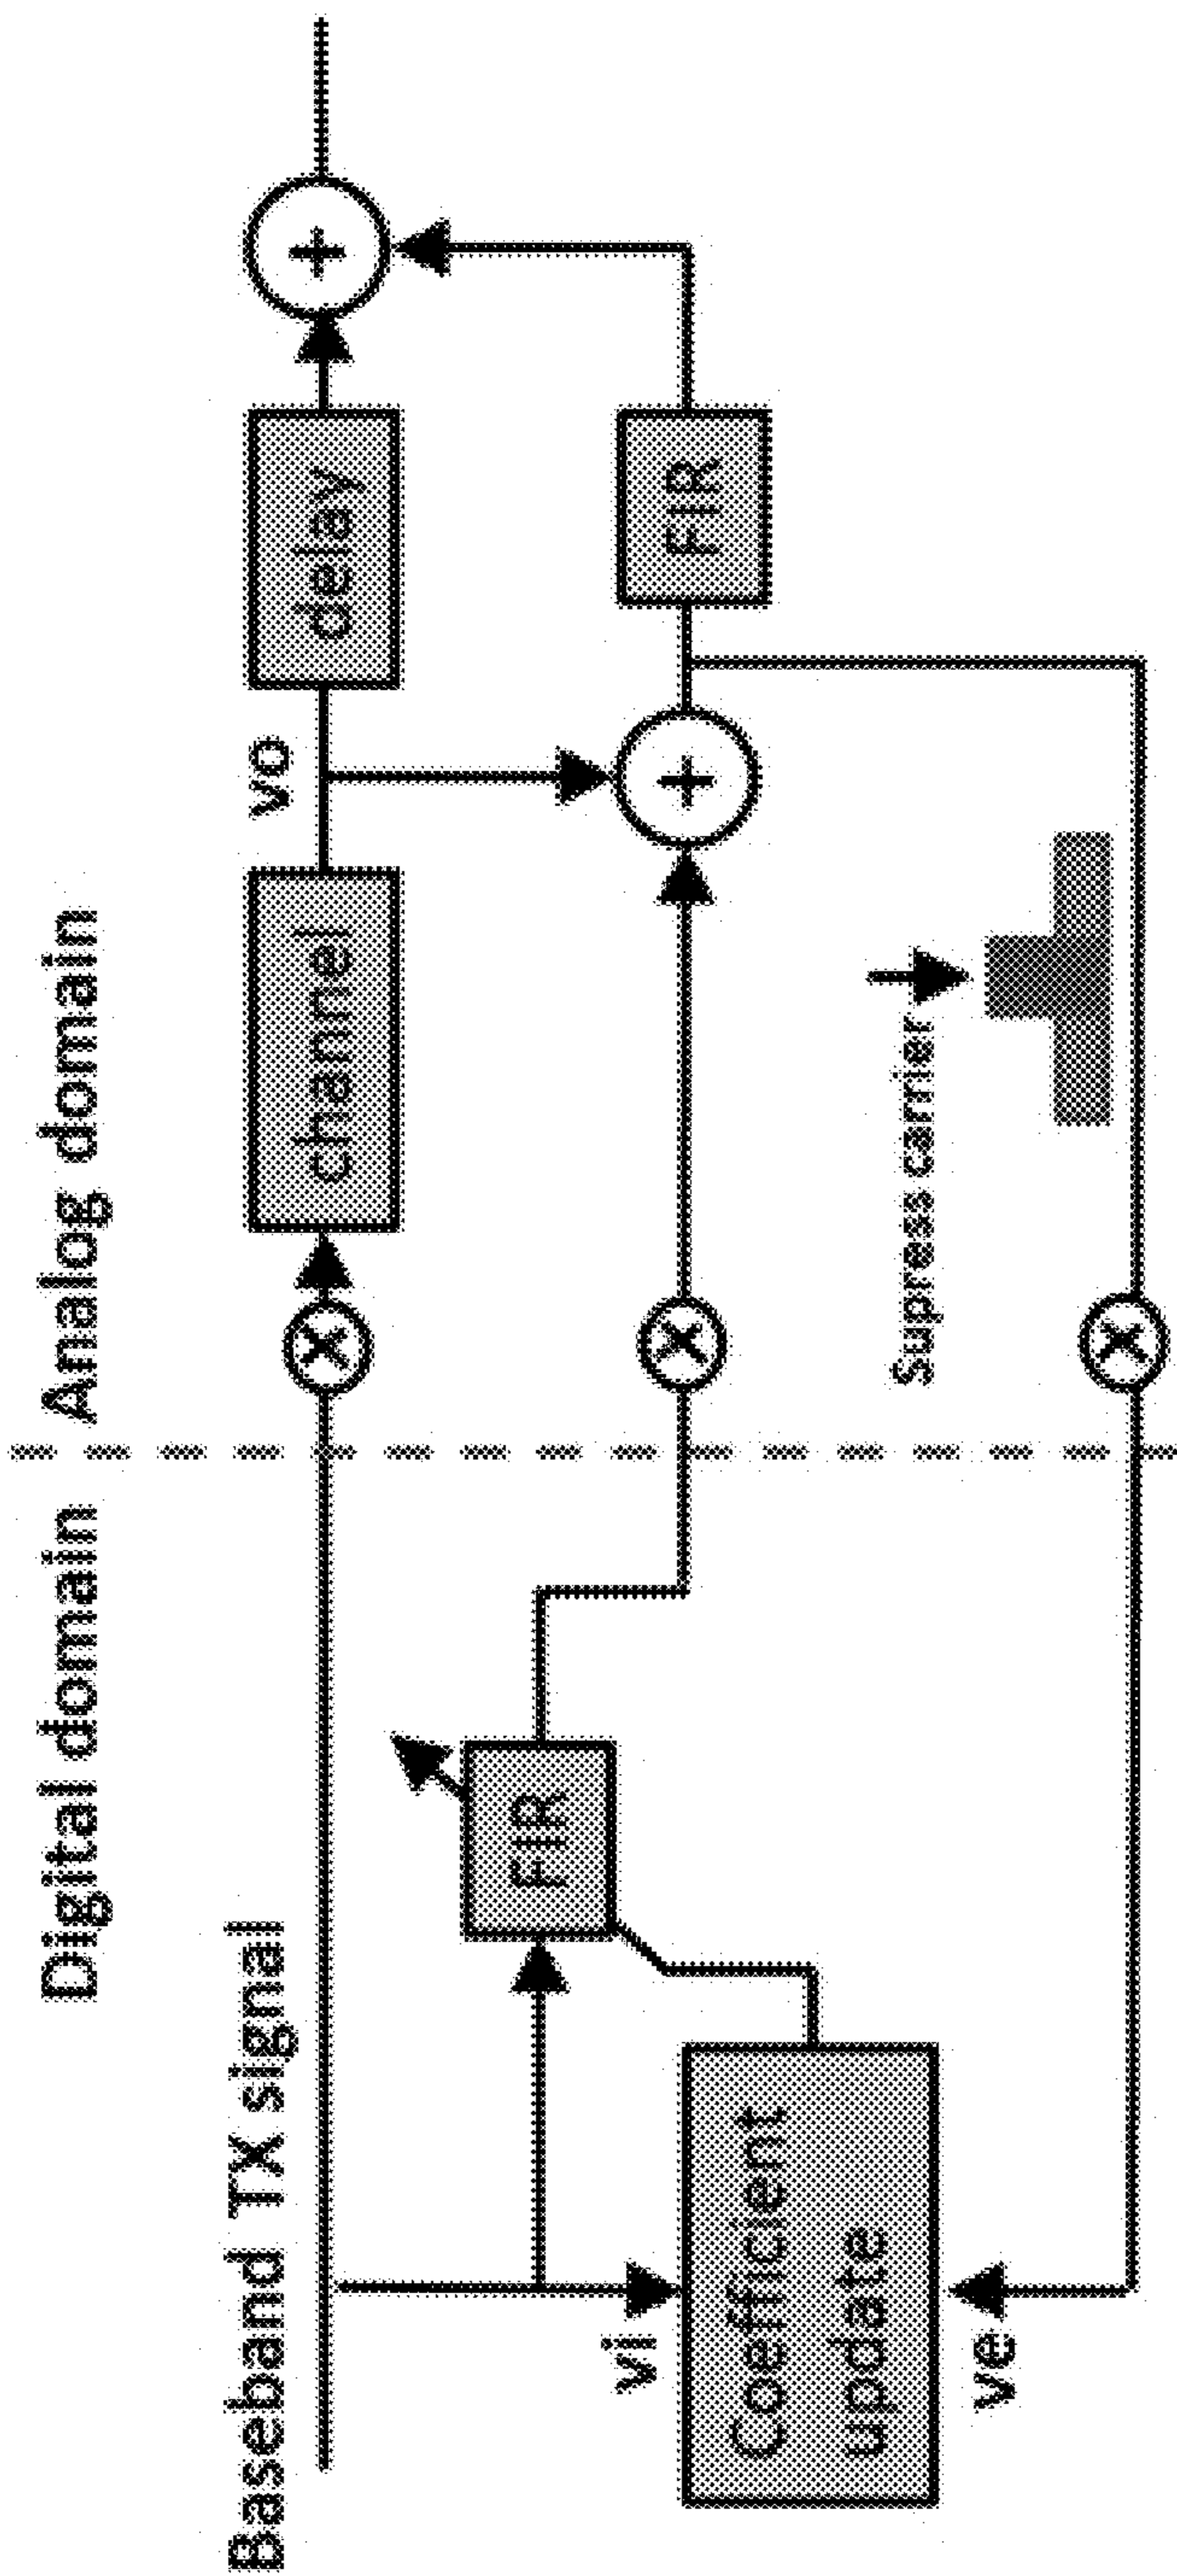 Digital domain
Analog domain
Baseband TX signal
channel
vo
delay
+
X
FIR
X
+
FIR
vi
Coefficient
update
ve
Supress carrier
X
+